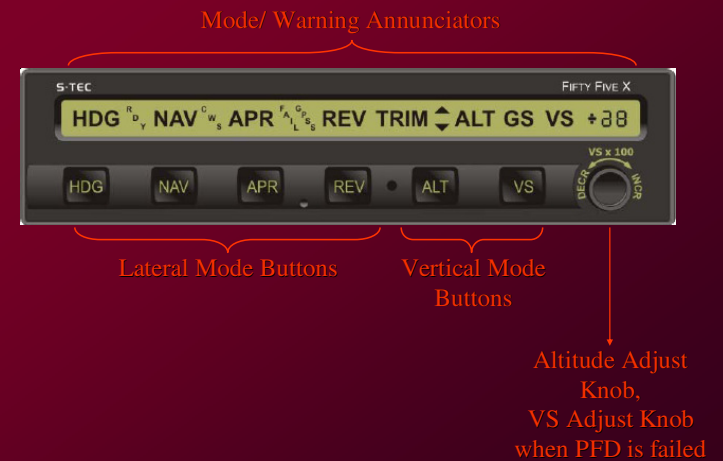 Mode/ Warning Annunciators
S-TEC FIFTY FIVE X
HDG RDY NAV CWS APR FAIL GPSS REV TRIM ALT GS VS +28
VS x 100
DECR INCR
HDG NAV APR REV ALT VS
Lateral Mode Buttons
Vertical Mode
Buttons
Altitude Adjust
Knob,
VS Adjust Knob
when PFD is failed